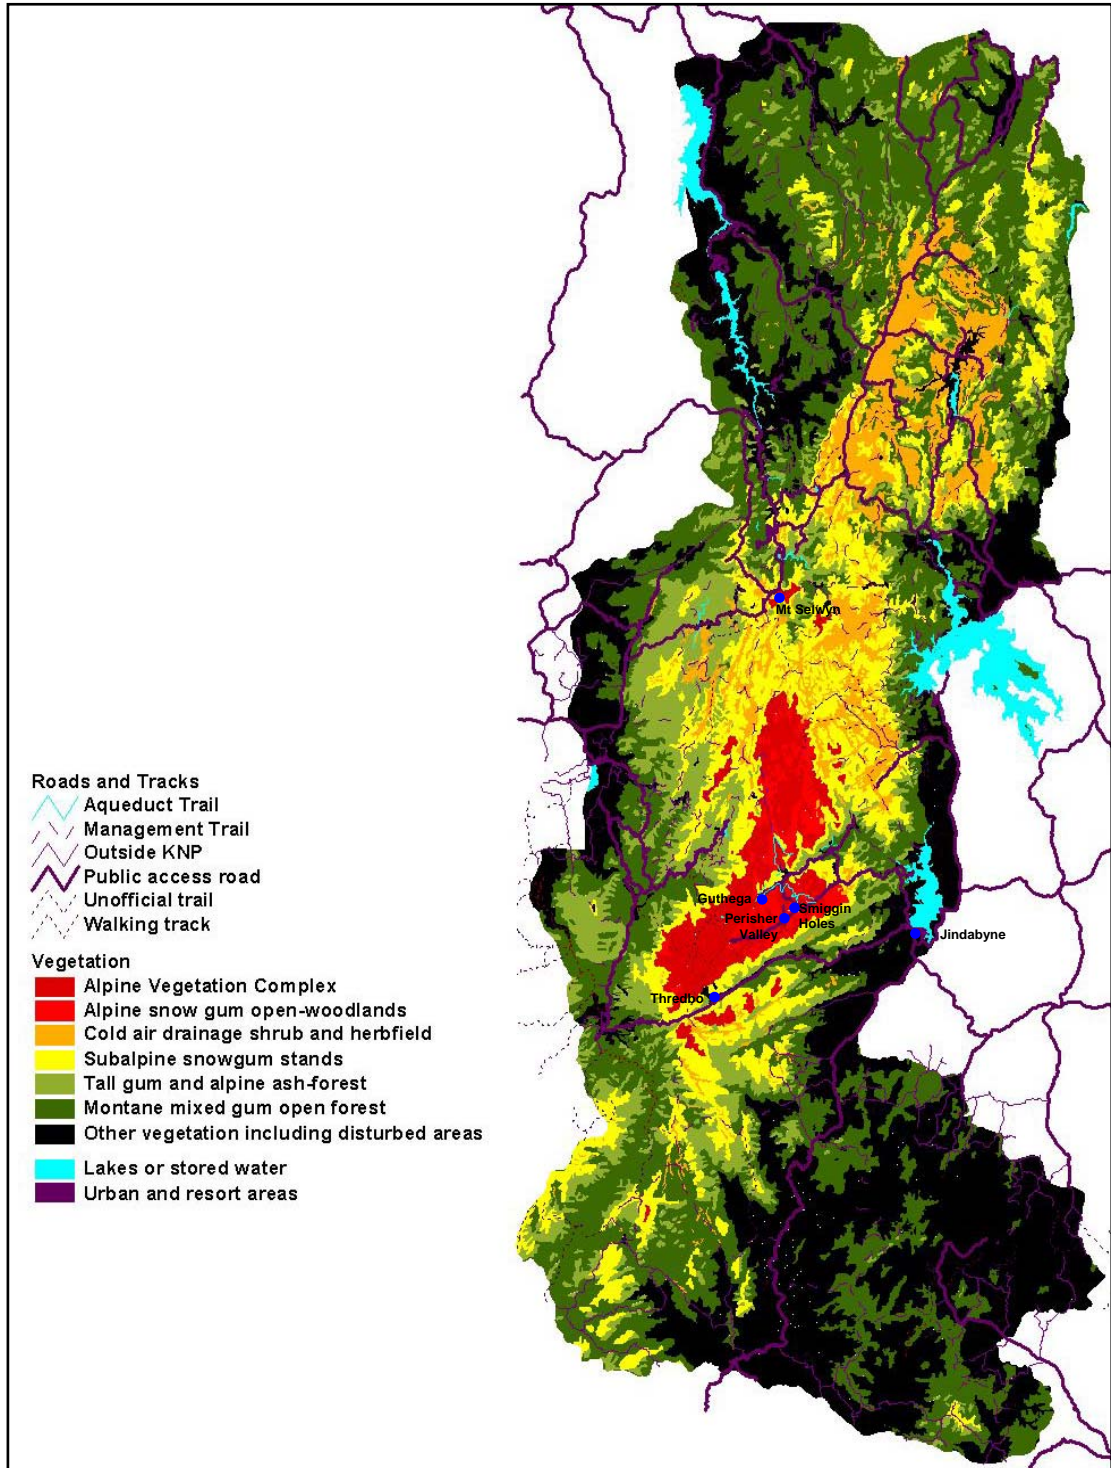 Mt Selwyn
Guthega
Smiggin
Holes
Perisher
Valley
Jindabyne
Thredbo
Roads and Tracks
Aqueduct Trail
Management Trail
Outside KNP
Public access road
Unofficial trail
Walking track
Vegetation
Alpine Vegetation Complex
Alpine snow gum open-woodlands
Cold air drainage shrub and herbfield
Subalpine snowgum stands
Tall gum and alpine ash-forest
Montane mixed gum open forest
Other vegetation including disturbed areas
Lakes or stored water
Urban and resort areas